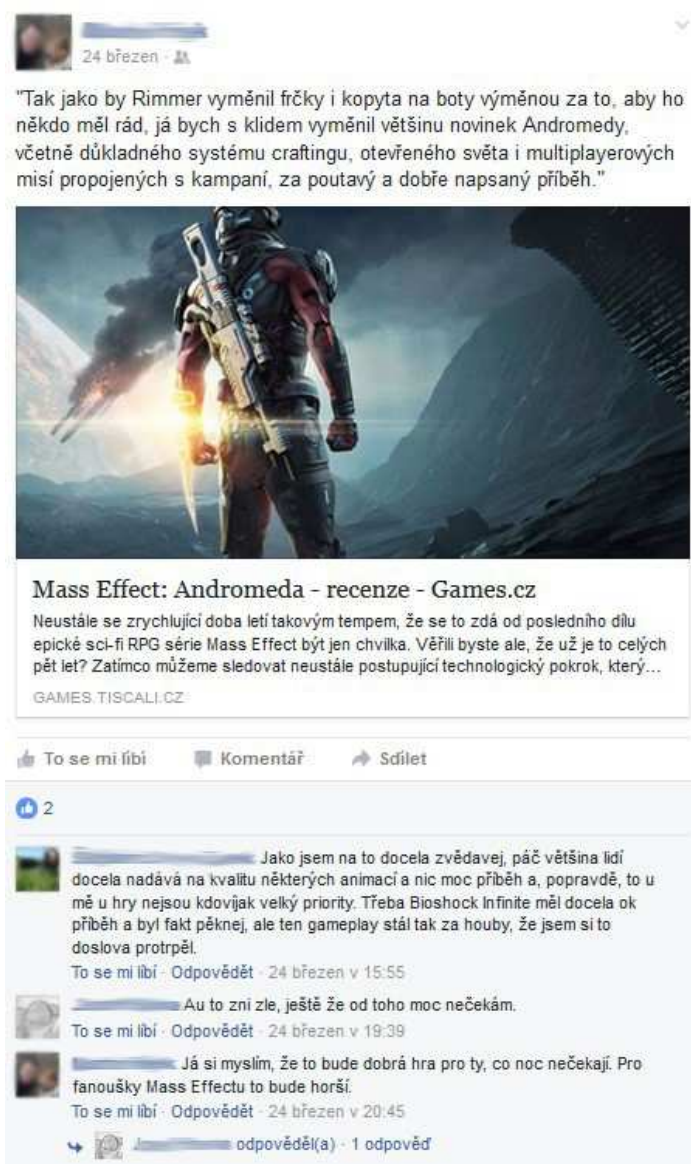 24 březen
"Tak jako by Rimmer vyměnil frčky i kopyta na boty výměnou za to, aby ho
někdo měl rád, já bych s klidem vyměnil většinu novinek Andromedy,
včetně důkladného systému craftingu, otevřeného světa i multiplayerových
misí propojených s kampaní, za poutavý a dobře napsaný příběh."
Mass Effect: Andromeda - recenze - Games.cz
Neustále se zrychlující doba letí takovým tempem, že se to zdá od posledního dílu
epické sci-fi RPG série Mass Effect být jen chvilka. Věřili byste ale, že už je to celých
pět let? Zatímco můžeme sledovat neustále postupující technologický pokrok, který...
GAMES.TISCALI.CZ
To se mi líbí Komentář Sdílet
2
Jako jsem na to docela zvědavej, páč většina lidí
docela nadává na kvalitu některých animací a nic moc příběh a, popravdě, to u
mě u hry nejsou kdovíjak velký priority. Třeba Bioshock Infinite měl docela ok
příběh a byl fakt pěknej, ale ten gameplay stál tak za houby, že jsem si to
doslova protrpěl.
To se mi líbí · Odpovědět · 24 březen v 15:55
Au to zni zle, ještě že od toho moc nečekám.
To se mi líbí · Odpovědět · 24 březen v 19:39
Já si myslím, že to bude dobrá hra pro ty, co noc nečekají. Pro
fanoušky Mass Effectu to bude horší.
To se mi líbí · Odpovědět · 24 březen v 20:45
odpověděl(a) · 1 odpověď